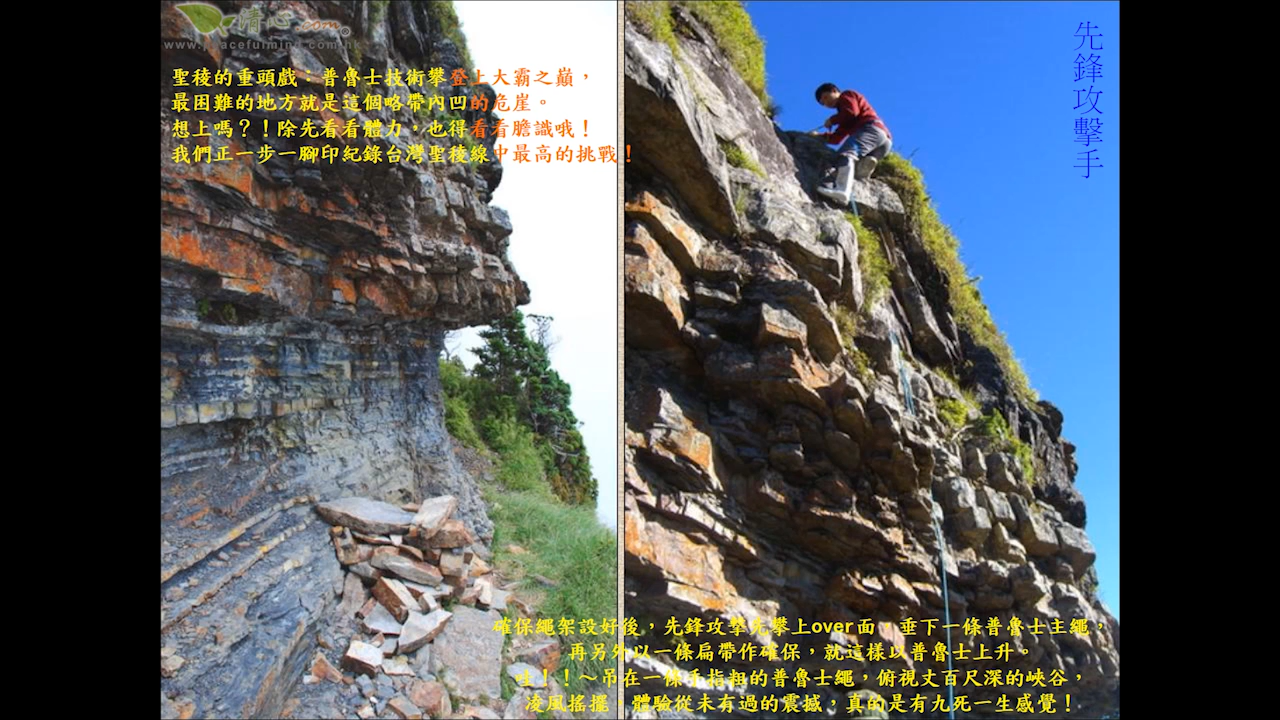 清心.com®
www.peacefulmind.com.hk
聖稜的重頭戲：普魯士技術攀登上大霸之巔，
最困難的地方就是這個略帶內凹的危崖。
想上嗎？！除先看看體力，也得看看膽識哦！
我們正一步一腳印紀錄台灣聖稜線中最高的挑戰！
先鋒攻擊手
確保繩架設好後，先鋒攻擊先攀上over面，垂下一條普魯士主繩，
再另外以一條扁帶作確保，就這樣以普魯士上升。
哇！！～吊在一條手指粗的普魯士繩，俯視丈百尺深的峽谷，
凌風搖擺，體驗從未有過的震撼，真的是有九死一生感覺！